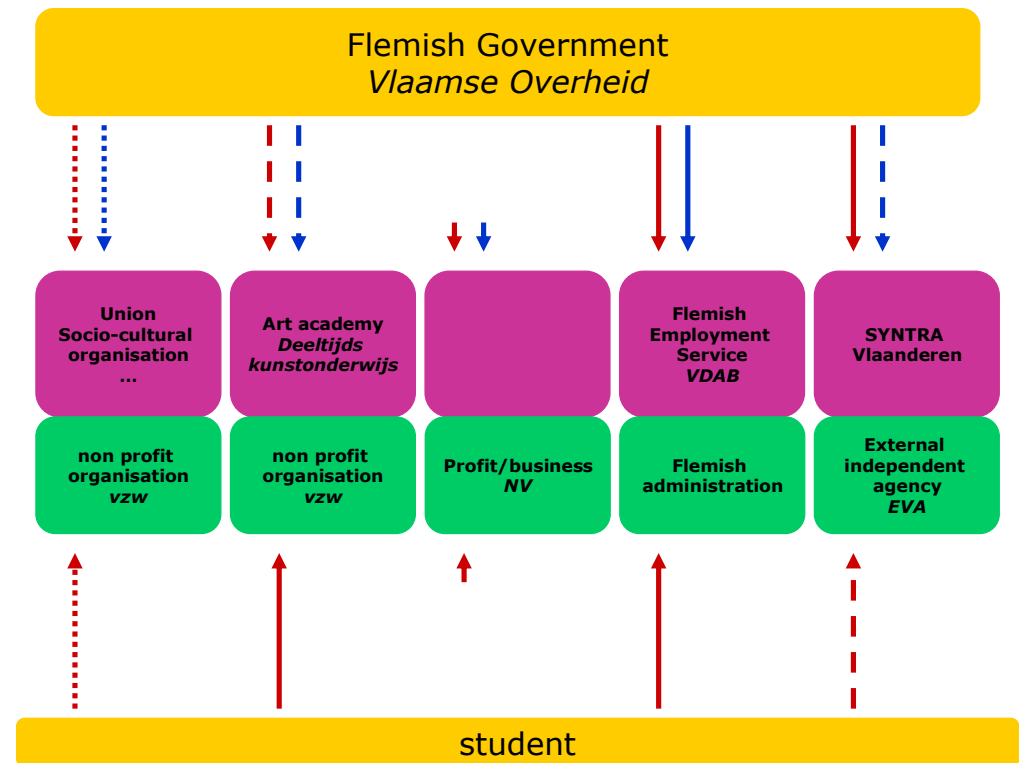 Flemish Government
Vlaamse Overheid
Union
Socio-cultural
organisation
...
Art academy
Deeltijds
kunstonderwijs
Flemish
Employment
Service
VDAB
SYNTRA
Vlaanderen
non profit
organisation
vzw
non profit
organisation
vzw
Profit/business
NV
Flemish
administration
External
independent
agency
EVA
student